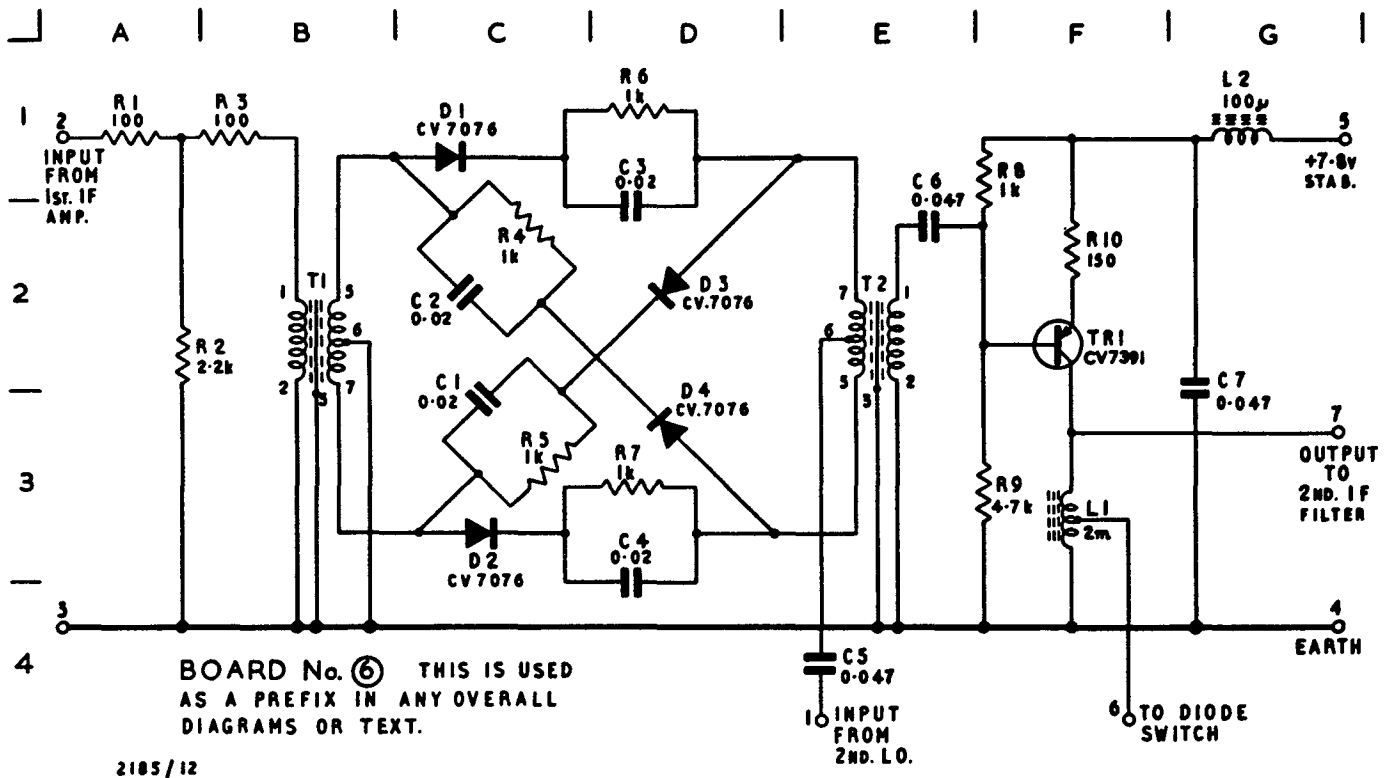 A B C D E F G
1
2
3
4
R1
100
R3
100
2
INPUT
FROM
1ST. IF
AMP.
R2
2·2k
D1
CV7076
R6
1k
C3
0·02
R4
1k
C2
0·02
T1
1
2
5
6
7
3
C1
0·02
R5
1k
D3
CV.7076
D4
CV.7076
R7
1k
C4
0·02
D2
CV7076
T2
7
6
5
1
2
3
C6
0·047
R8
1k
R10
150
TR1
CV7391
R9
4·7k
L1
2m
L2
100µ
5
+7·8V
STAB.
C7
0·047
7
OUTPUT
TO
2ND. IF
FILTER
4
EARTH
3
C5
0·047
1 INPUT
FROM
2ND. LO.
6 TO DIODE
SWITCH
BOARD No. 6 THIS IS USED
AS A PREFIX IN ANY OVERALL
DIAGRAMS OR TEXT.
2185/12